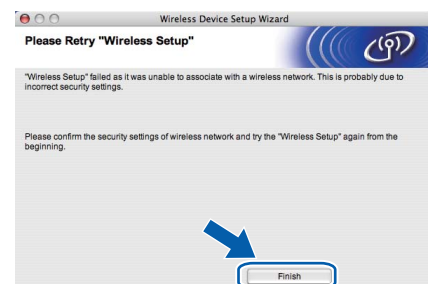 Wireless Device Setup Wizard
Please Retry "Wireless Setup"
"Wireless Setup" failed as it was unable to associate with a wireless network. This is probably due to
incorrect security settings.
Please confirm the security settings of wireless network and try the "Wireless Setup" again from the
beginning.
Finish